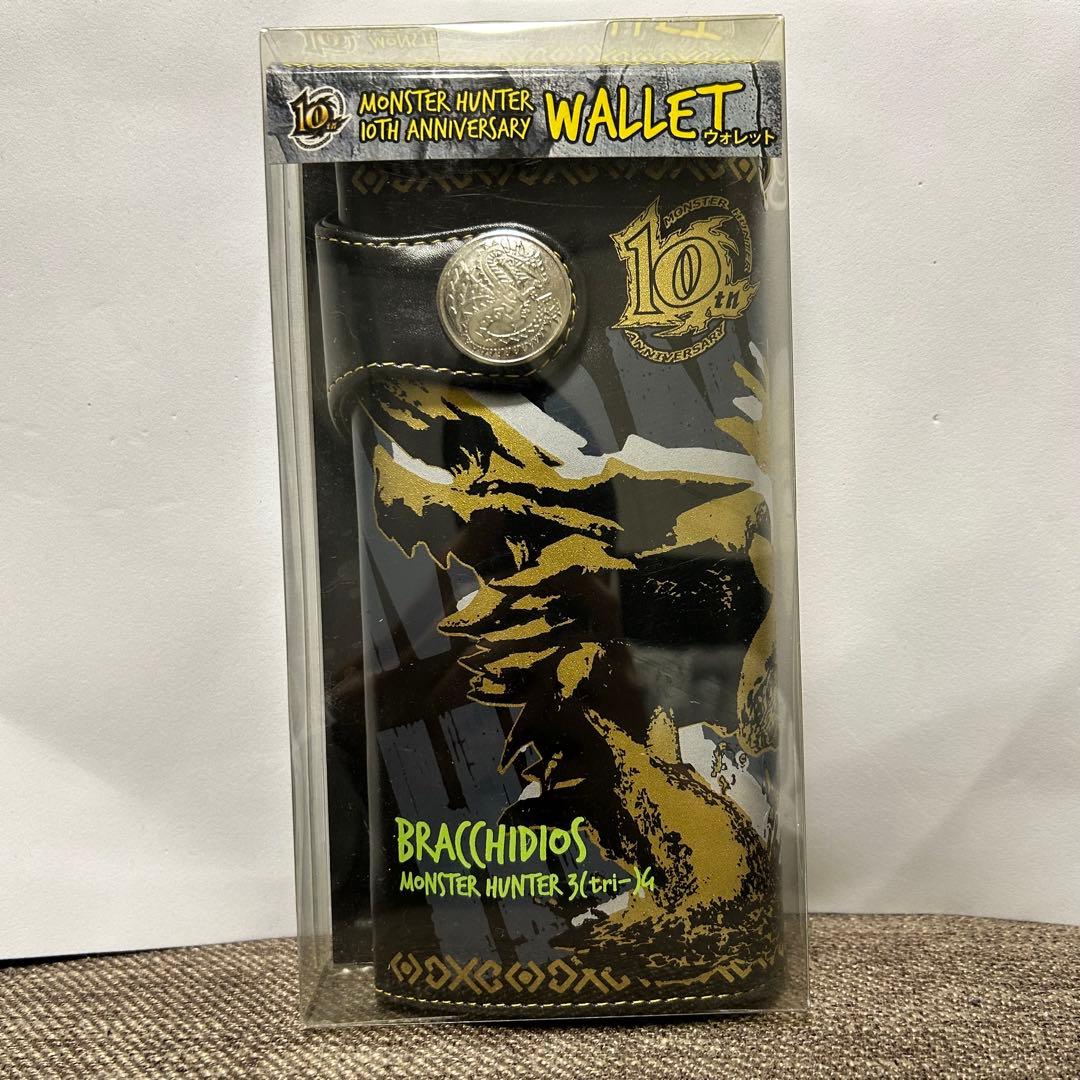 10th
MONSTER HUNTER
10TH ANNIVERSARY
WALLET
ウォレット
MONSTER HUNTER
10th
ANNIVERSARY
BRACCHIDIOS
MONSTER HUNTER 3(tri-)G